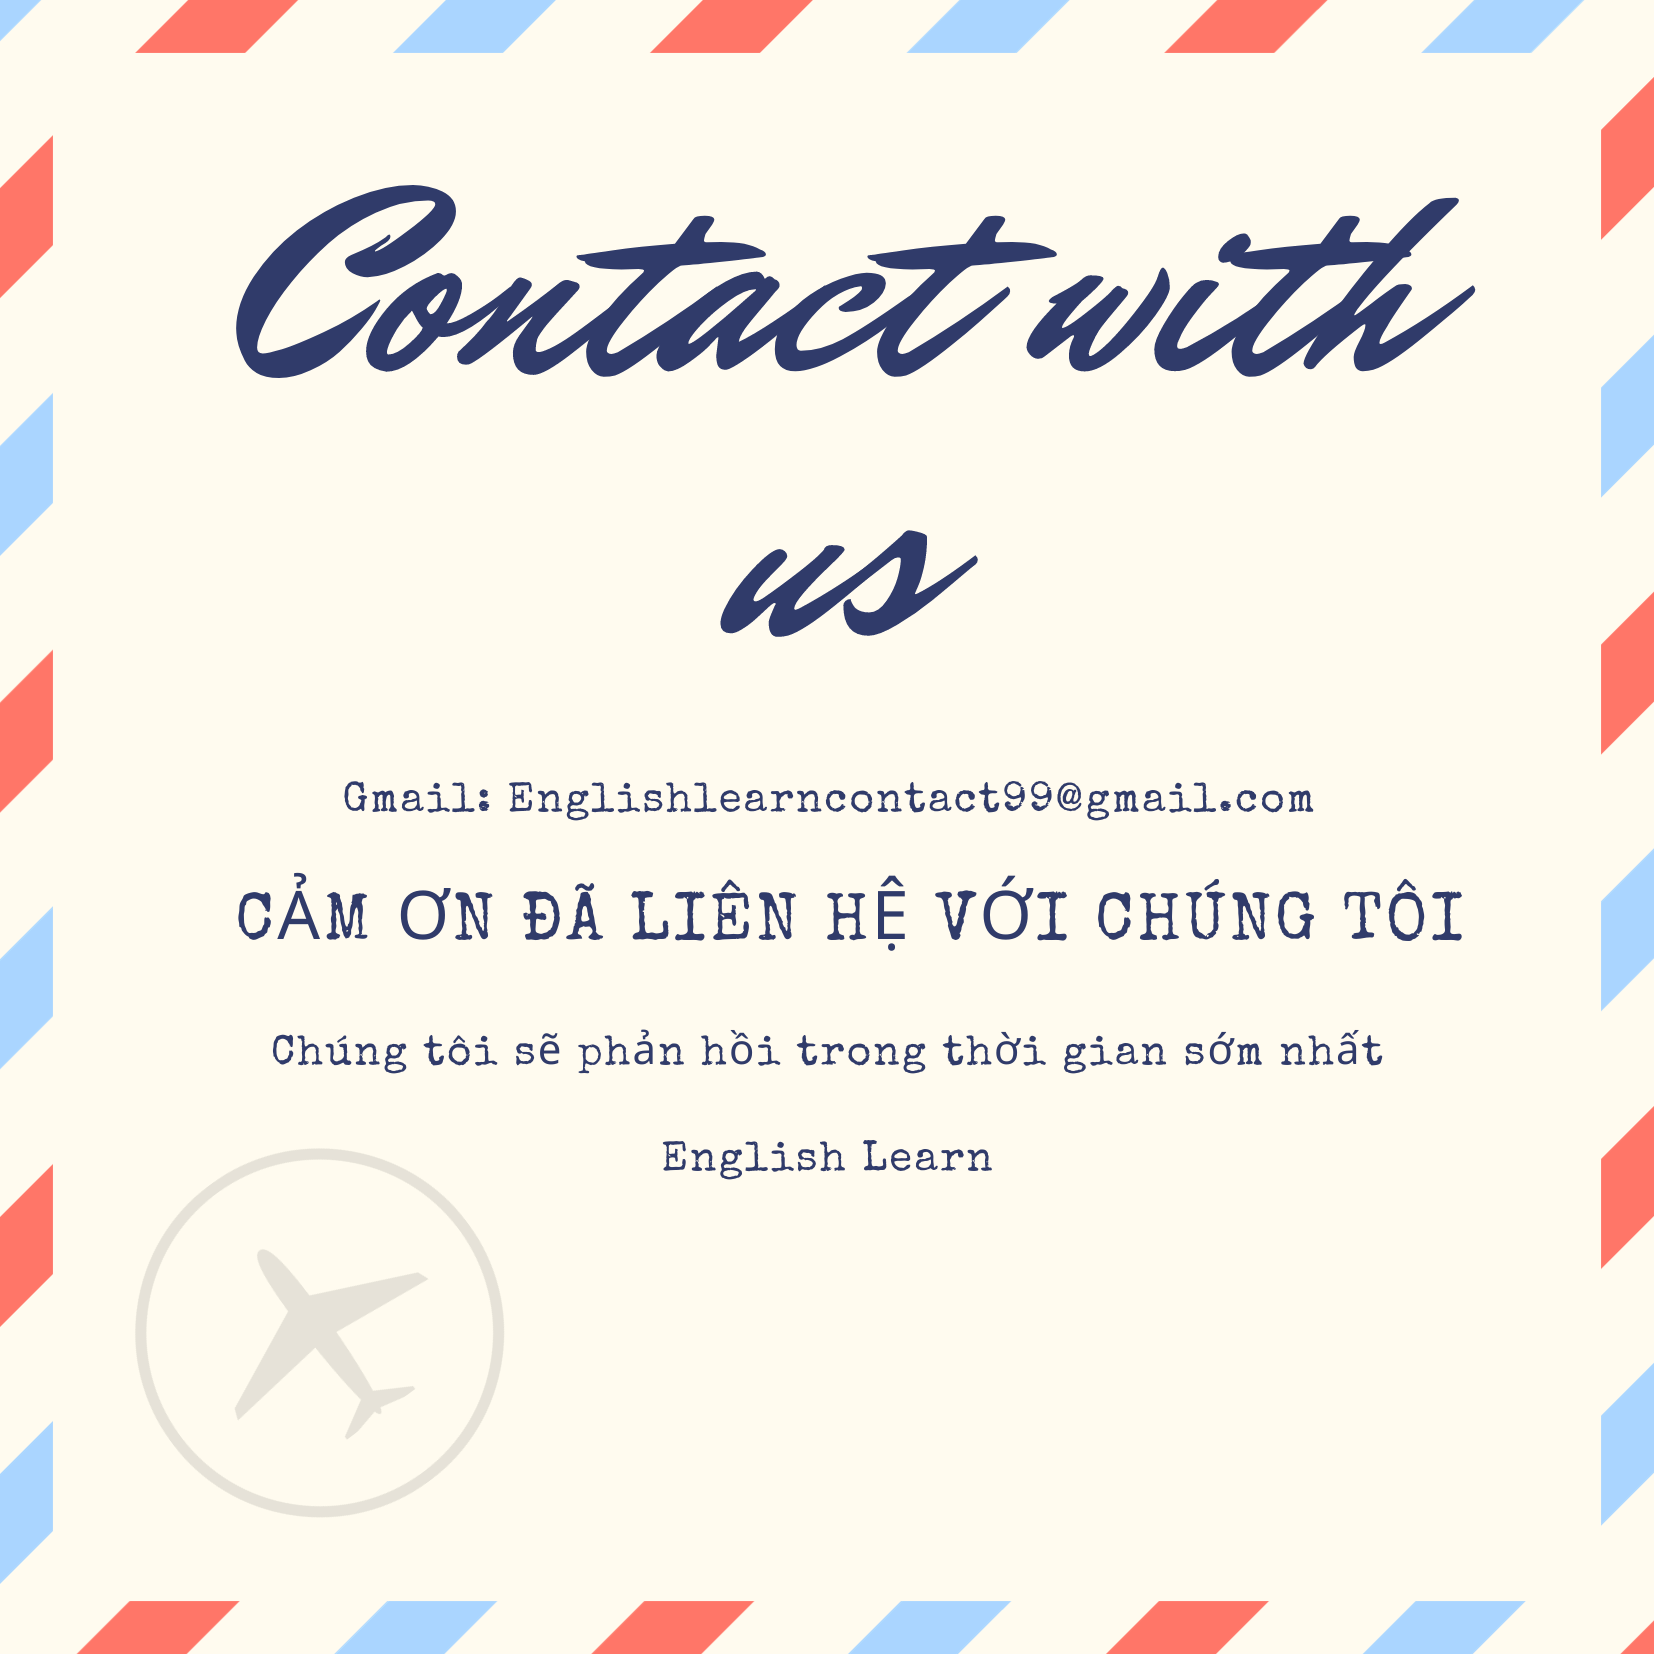 Contact with
us
Gmail: Englishlearncontact99@gmail.com
CẢM ƠN ĐÃ LIÊN HỆ VỚI CHÚNG TÔI
Chúng tôi sẽ phản hồi trong thời gian sớm nhất
English Learn